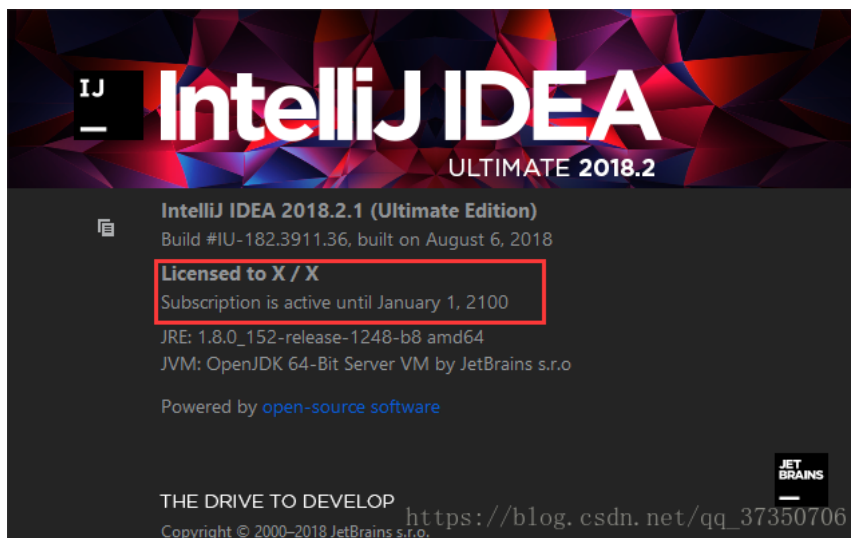 IJ
IntelliJ IDEA
ULTIMATE 2018.2
IntelliJ IDEA 2018.2.1 (Ultimate Edition)
Build #IU-182.3911.36, built on August 6, 2018
Licensed to X / X
Subscription is active until January 1, 2100
JRE: 1.8.0_152-release-1248-b8 amd64
JVM: OpenJDK 64-Bit Server VM by JetBrains s.r.o
Powered by open-source software
JET
BRAINS
THE DRIVE TO DEVELOP
https://blog.csdn.net/qq_37350706
Copyright © 2000–2018 JetBrains s.r.o.